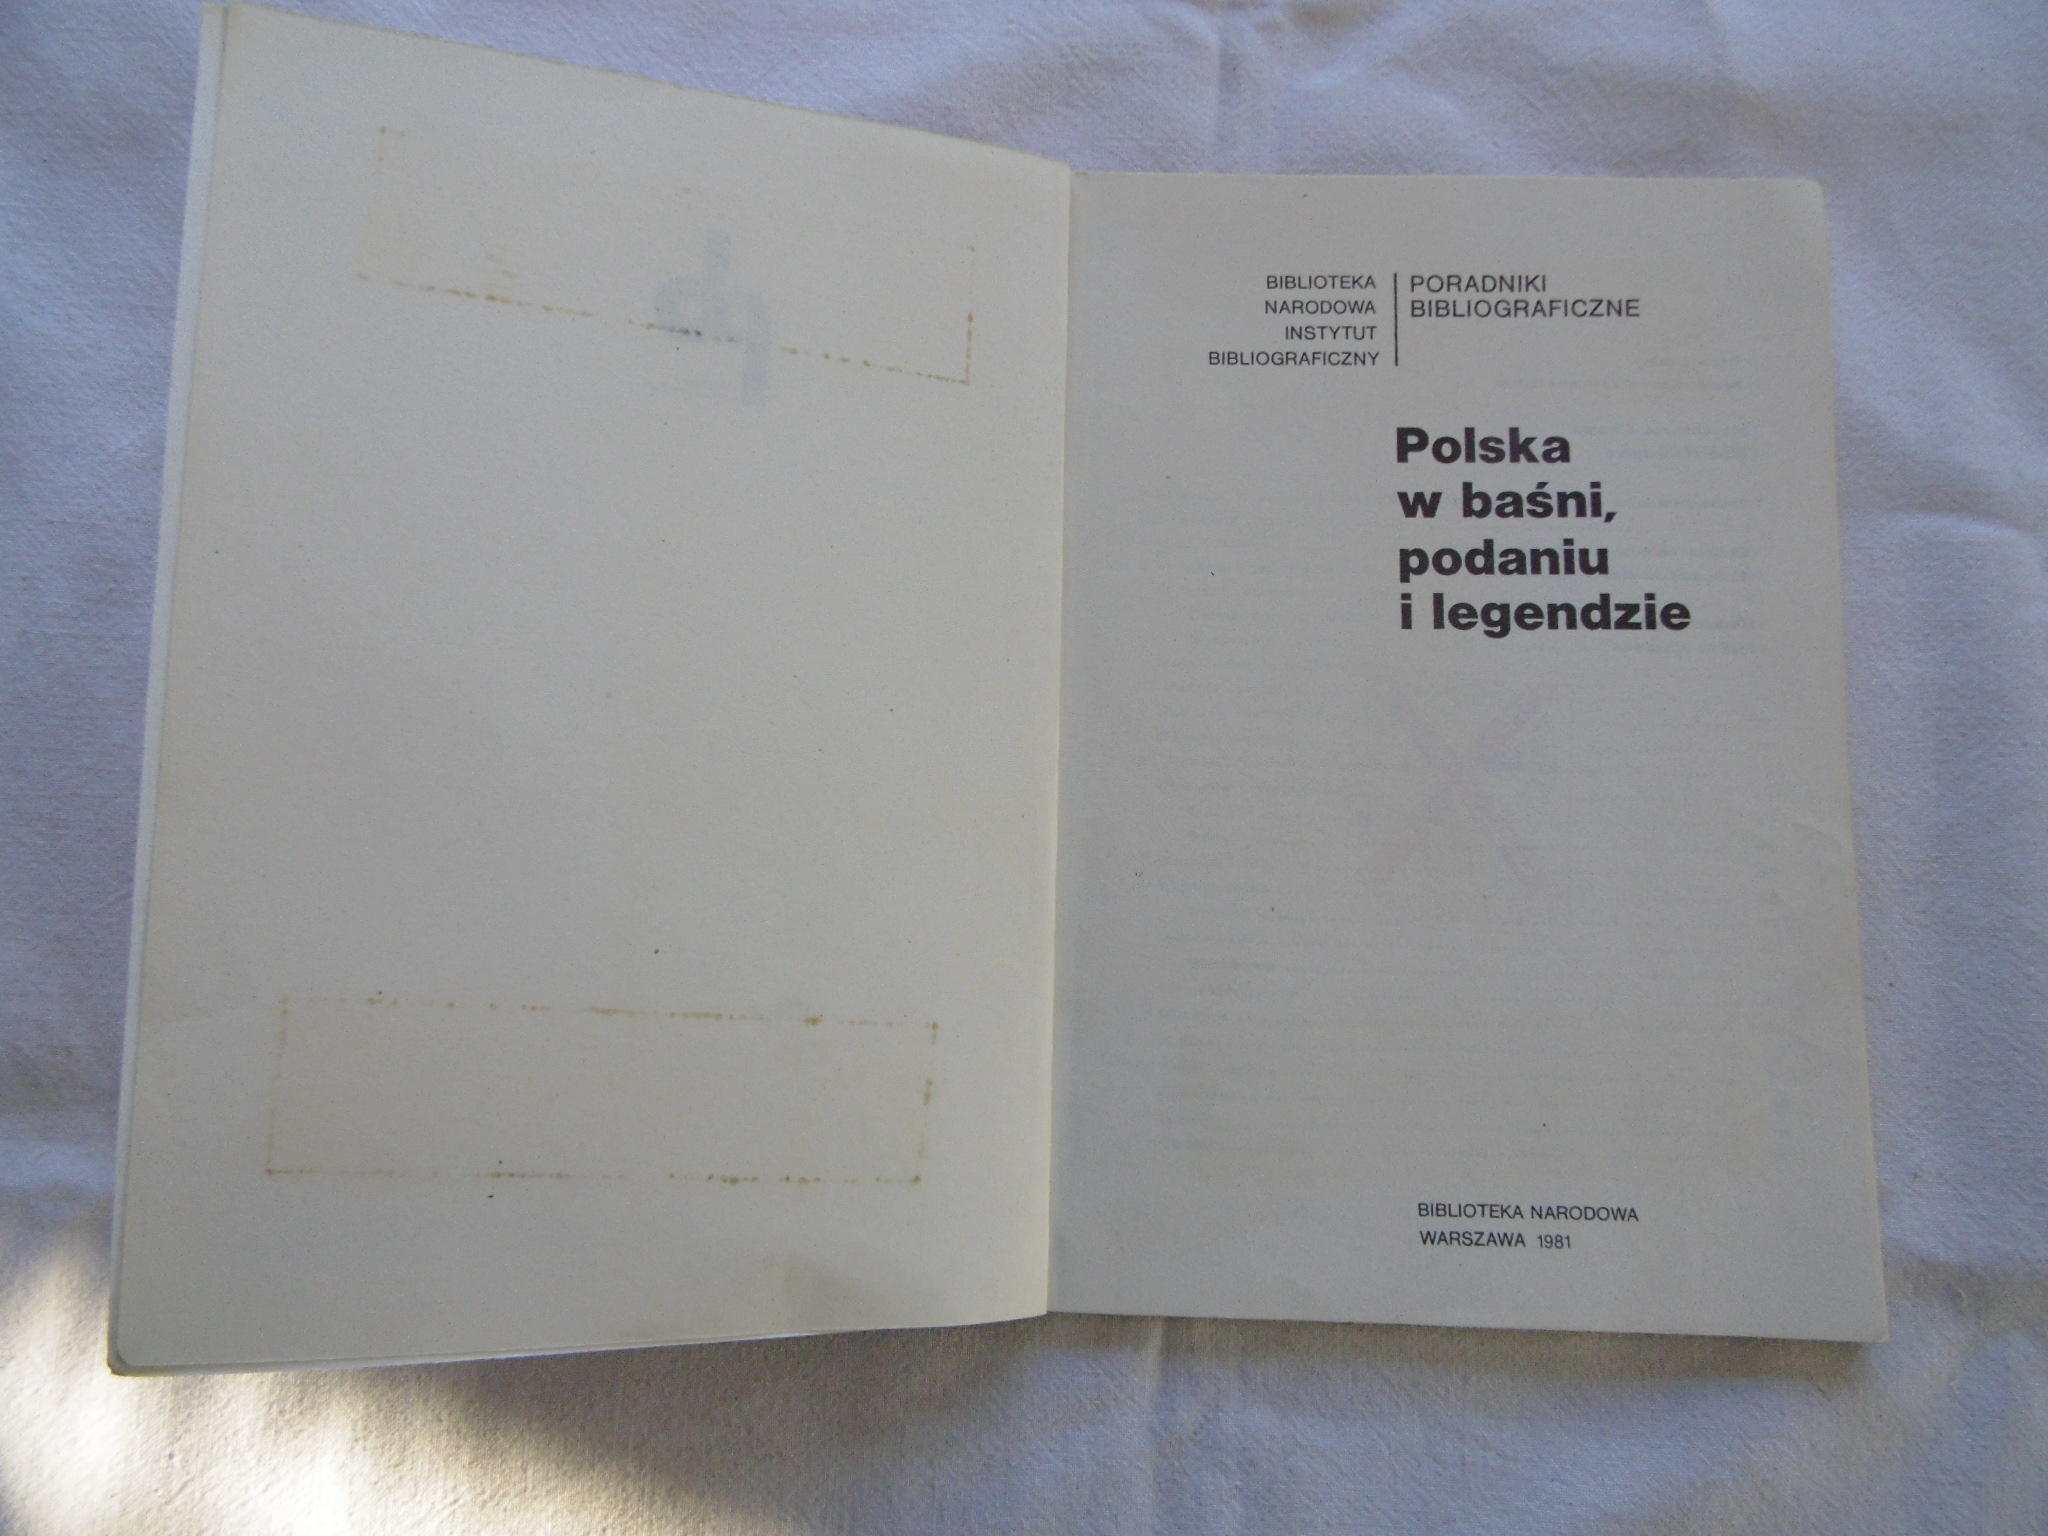 BIBLIOTEKA
NARODOWA
INSTYTUT
BIBLIOGRAFICZNY
PORADNIKI
BIBLIOGRAFICZNE
Polska
w baśni,
podaniu
i legendzie
BIBLIOTEKA NARODOWA
WARSZAWA 1981